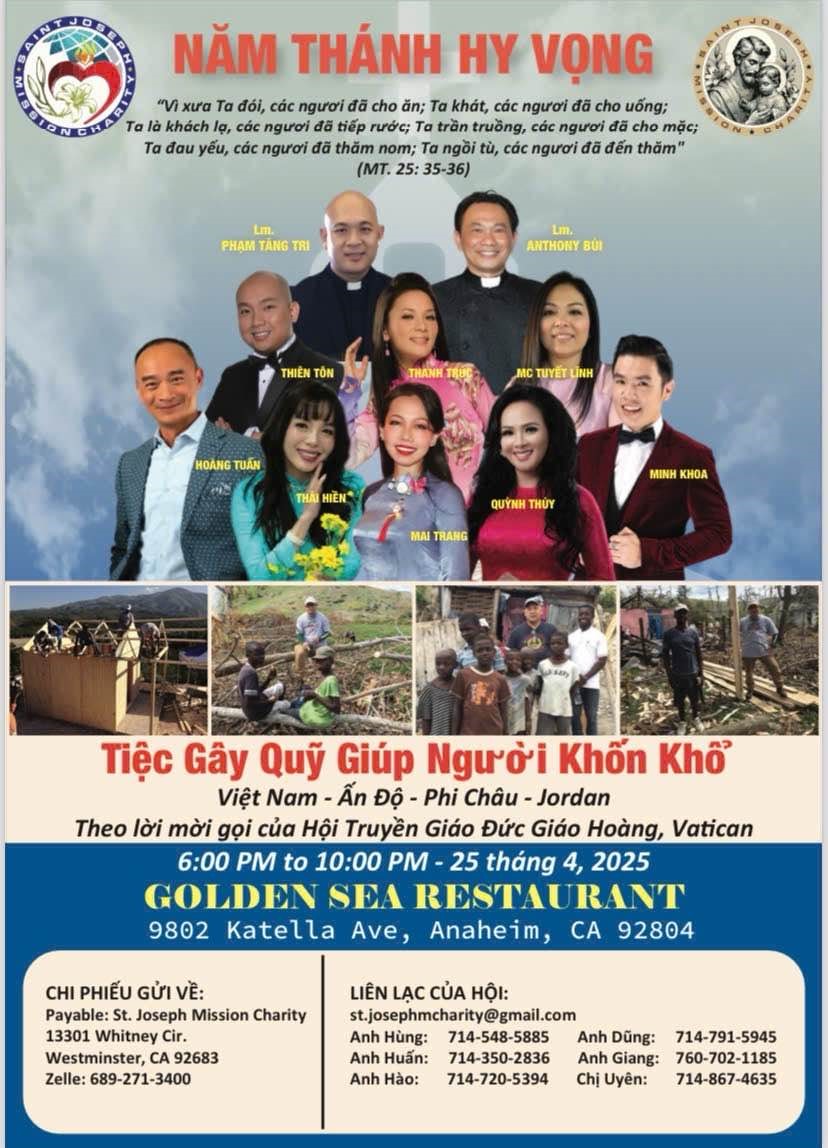 SAINT JOSEPH
MISSION CHARITY
NĂM THÁNH HY VỌNG
SAINT JOSEPH
MISSION CHARITY
“Vì xưa Ta đói, các ngươi đã cho ăn; Ta khát, các ngươi đã cho uống;
Ta là khách lạ, các ngươi đã tiếp rước; Ta trần truồng, các ngươi đã cho mặc;
Ta đau yếu, các ngươi đã thăm nom; Ta ngồi tù, các ngươi đã đến thăm"
(MT. 25: 35-36)
Lm.
PHẠM TĂNG TRI
Lm.
ANTHONY BÙI
THIÊN TÔN
THANH TRÚC
MC TUYẾT LĨNH
HOÀNG TUẤN
THÁI HIỀN
MAI TRANG
QUỲNH THÚY
MINH KHOA
Tiệc Gây Quỹ Giúp Người Khốn Khổ
Việt Nam - Ấn Độ - Phi Châu - Jordan
Theo lời mời gọi của Hội Truyền Giáo Đức Giáo Hoàng, Vatican
6:00 PM to 10:00 PM - 25 tháng 4, 2025
GOLDEN SEA RESTAURANT
9802 Katella Ave, Anaheim, CA 92804
CHI PHIẾU GỬI VỀ:
Payable: St. Joseph Mission Charity
13301 Whitney Cir.
Westminster, CA 92683
Zelle: 689-271-3400
LIÊN LẠC CỦA HỘI:
st.josephmcharity@gmail.com
Anh Hùng: 714-548-5885 Anh Dũng: 714-791-5945
Anh Huấn: 714-350-2836 Anh Giang: 760-702-1185
Anh Hào: 714-720-5394 Chị Uyên: 714-867-4635